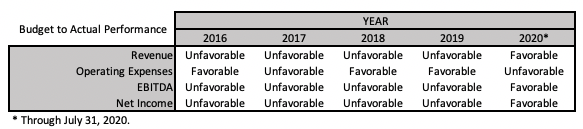 YEAR
Budget to Actual Performance
2016 2017 2018 2019 2020*
Revenue Unfavorable Unfavorable Unfavorable Unfavorable Favorable
Operating Expenses Favorable Unfavorable Favorable Favorable Unfavorable
EBITDA Unfavorable Unfavorable Unfavorable Unfavorable Favorable
Net Income Unfavorable Unfavorable Unfavorable Unfavorable Favorable
* Through July 31, 2020.